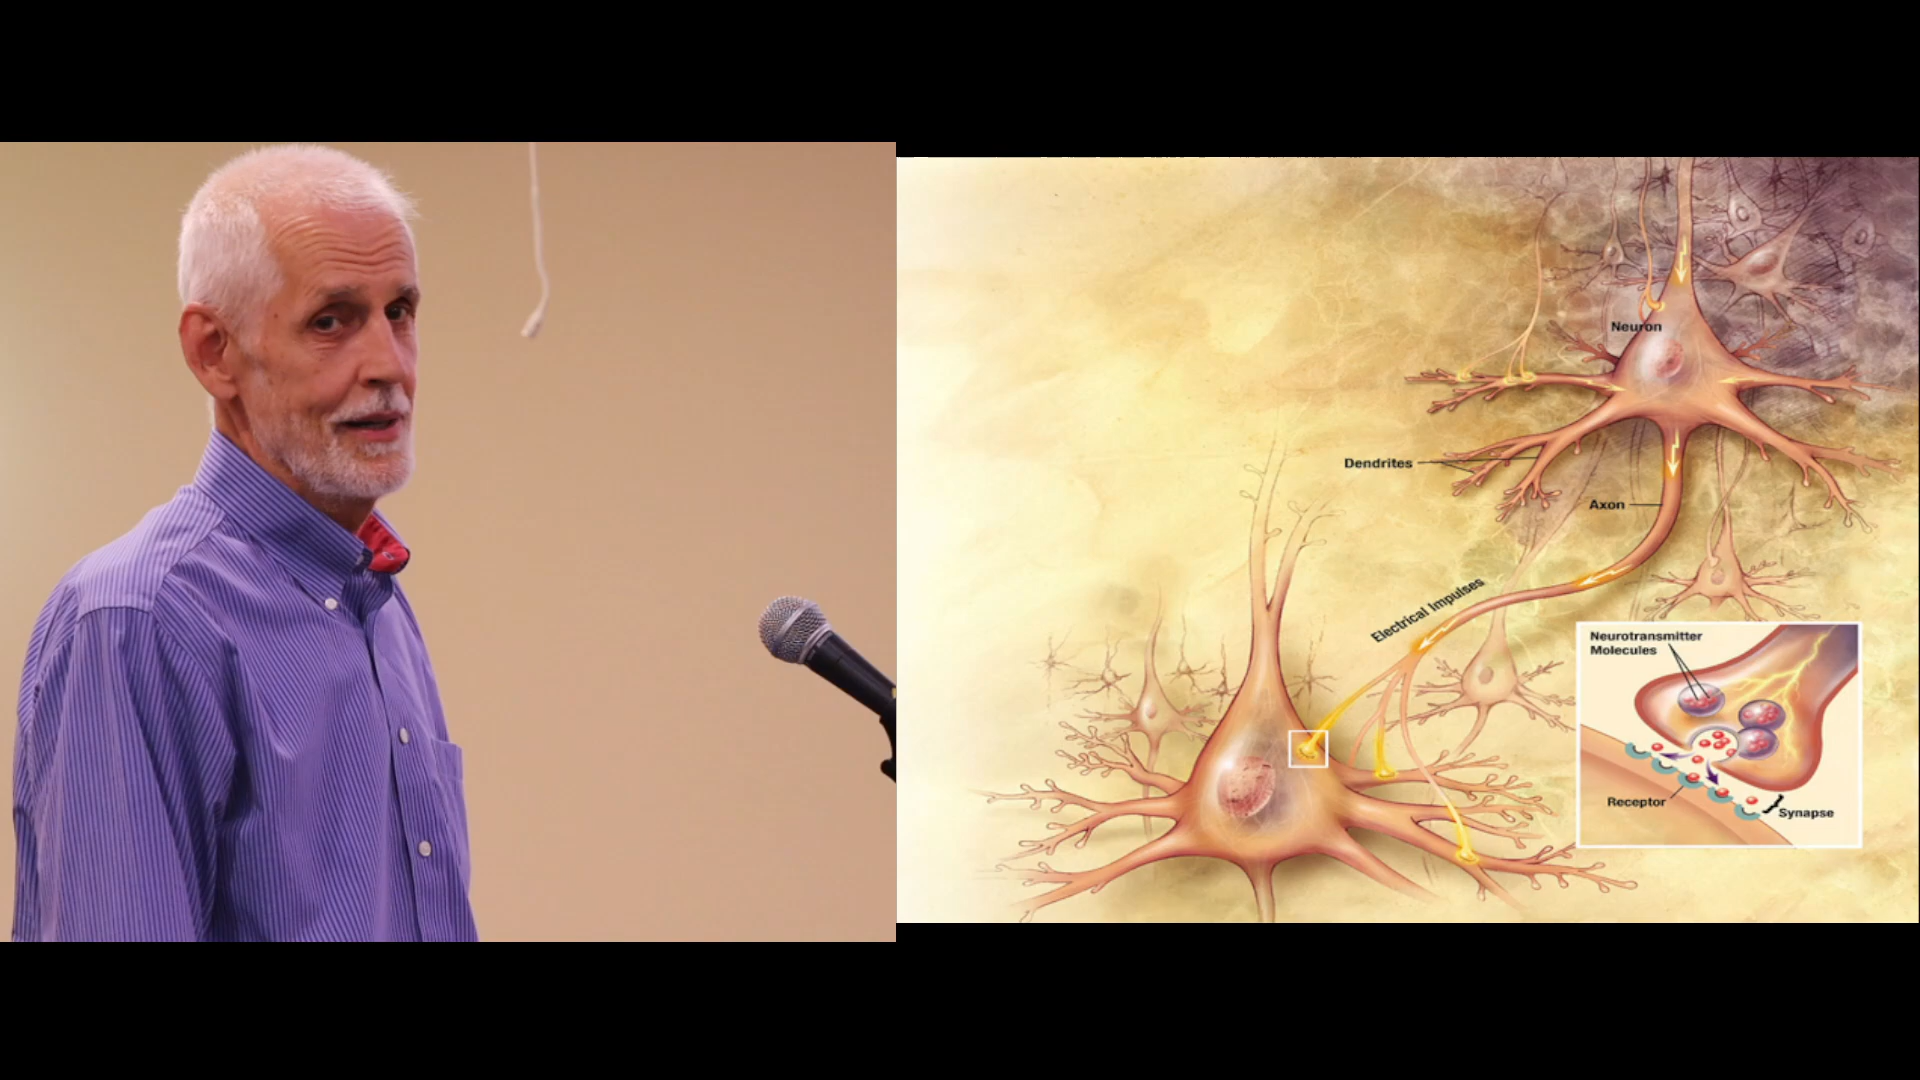 Neuron
Dendrites
Axon
Electrical Impulses
Neurotransmitter
Molecules
Receptor
Synapse